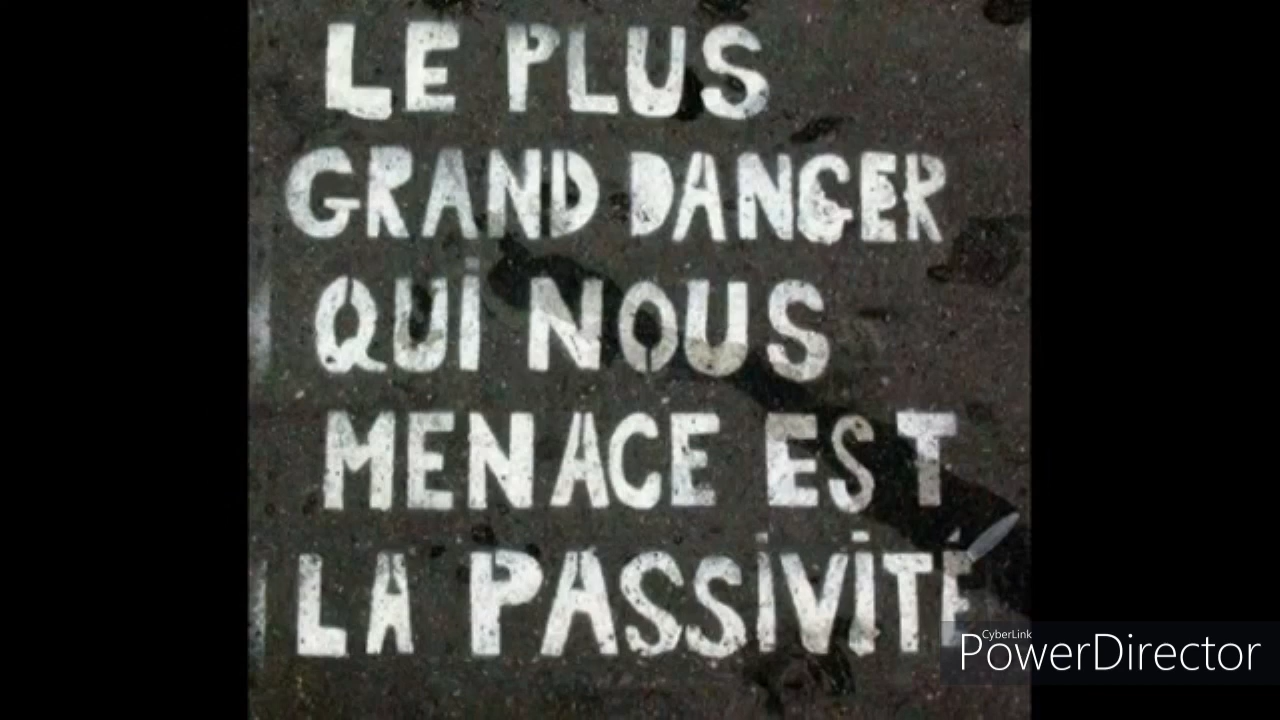 LE PLUS
GRAND DANGER
QUi NOUS
MENACE EST
LA PASSiViTÉ
CyberLink
PowerDirector